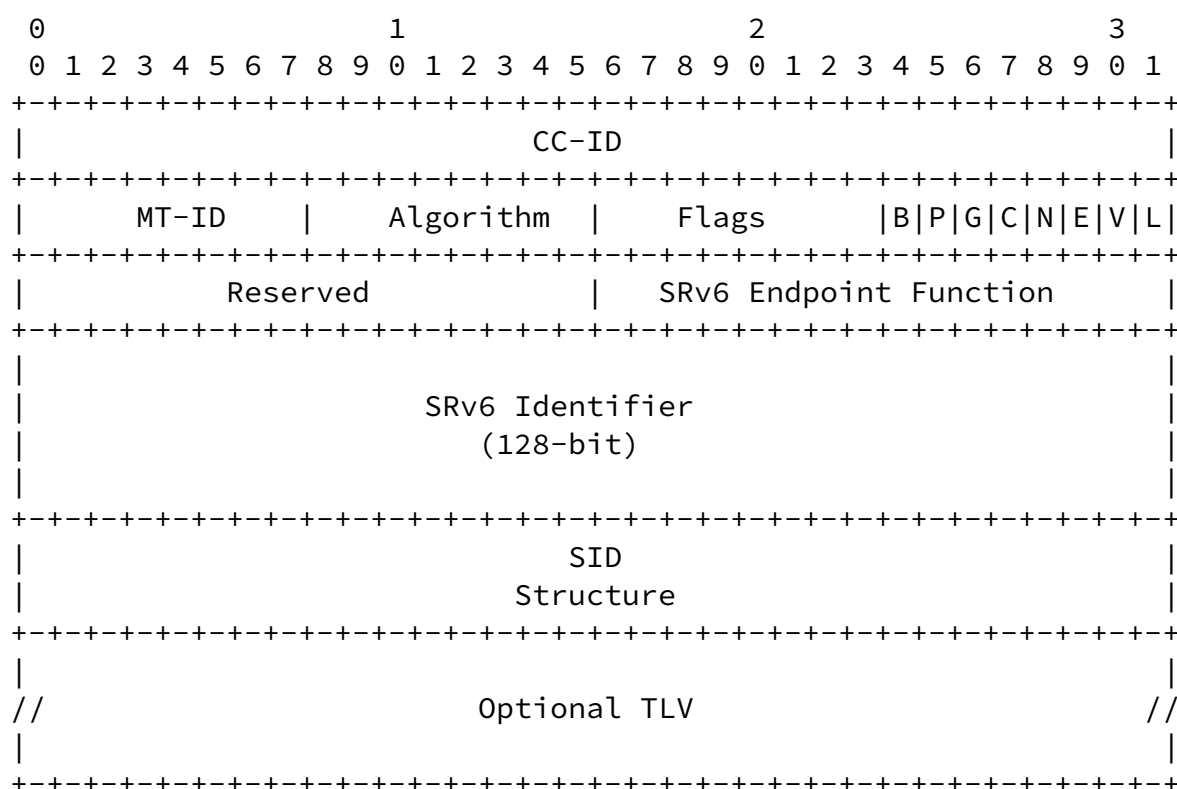 0                   1                   2                   3
 0 1 2 3 4 5 6 7 8 9 0 1 2 3 4 5 6 7 8 9 0 1 2 3 4 5 6 7 8 9 0 1
+-+-+-+-+-+-+-+-+-+-+-+-+-+-+-+-+-+-+-+-+-+-+-+-+-+-+-+-+-+-+-+-+
|                            CC-ID                              |
+-+-+-+-+-+-+-+-+-+-+-+-+-+-+-+-+-+-+-+-+-+-+-+-+-+-+-+-+-+-+-+-+
|      MT-ID    |    Algorithm  |    Flags      |B|P|G|C|N|E|V|L|
+-+-+-+-+-+-+-+-+-+-+-+-+-+-+-+-+-+-+-+-+-+-+-+-+-+-+-+-+-+-+-+-+
|           Reserved            |   SRv6 Endpoint Function      |
+-+-+-+-+-+-+-+-+-+-+-+-+-+-+-+-+-+-+-+-+-+-+-+-+-+-+-+-+-+-+-+-+
|                                                               |
|                      SRv6 Identifier                          |
|                         (128-bit)                             |
|                                                               |
+-+-+-+-+-+-+-+-+-+-+-+-+-+-+-+-+-+-+-+-+-+-+-+-+-+-+-+-+-+-+-+-+
|                              SID                              |
|                           Structure                           |
+-+-+-+-+-+-+-+-+-+-+-+-+-+-+-+-+-+-+-+-+-+-+-+-+-+-+-+-+-+-+-+-+
|                                                               |
//                        Optional TLV                         //
|                                                               |
+-+-+-+-+-+-+-+-+-+-+-+-+-+-+-+-+-+-+-+-+-+-+-+-+-+-+-+-+-+-+-+-+